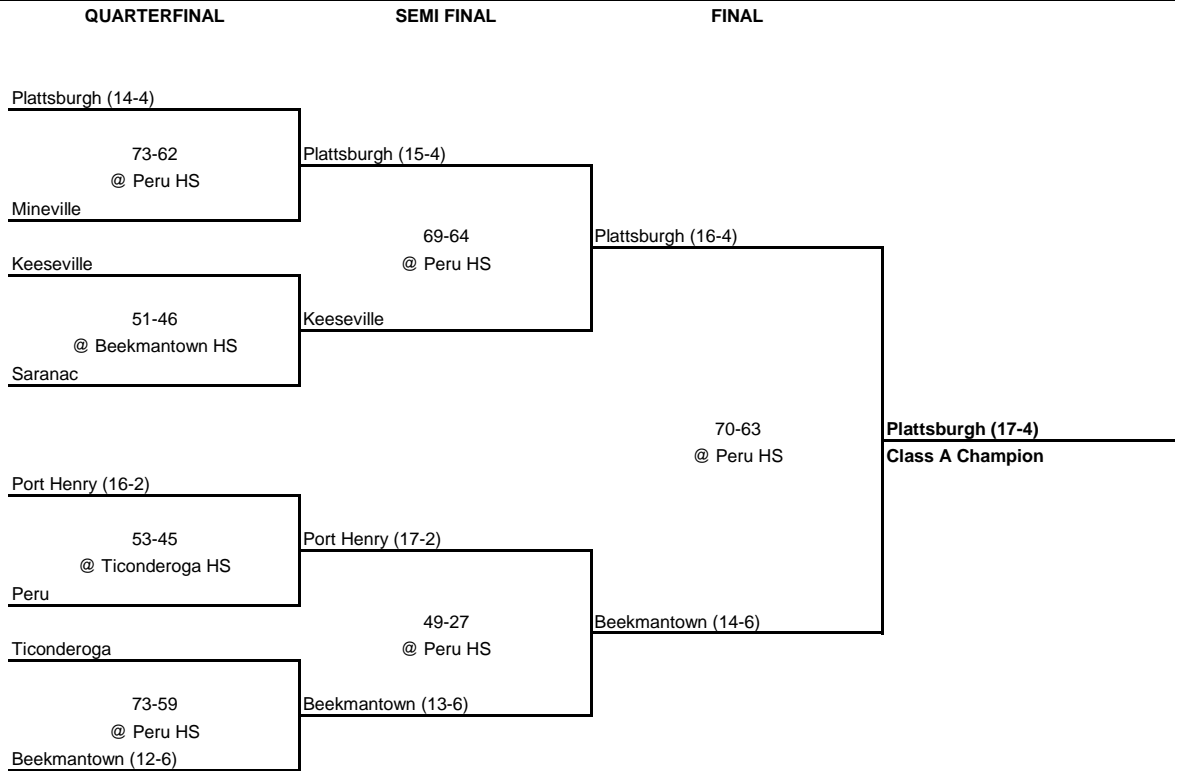 QUARTERFINAL SEMI FINAL FINAL
Plattsburgh (14-4)
73-62 Plattsburgh (15-4)
@ Peru HS
Mineville
69-64 Plattsburgh (16-4)
Keeseville @ Peru HS
51-46 Keeseville
@ Beekmantown HS
Saranac
70-63 Plattsburgh (17-4)
@ Peru HS Class A Champion
Port Henry (16-2)
53-45 Port Henry (17-2)
@ Ticonderoga HS
Peru
49-27 Beekmantown (14-6)
Ticonderoga @ Peru HS
73-59 Beekmantown (13-6)
@ Peru HS
Beekmantown (12-6)